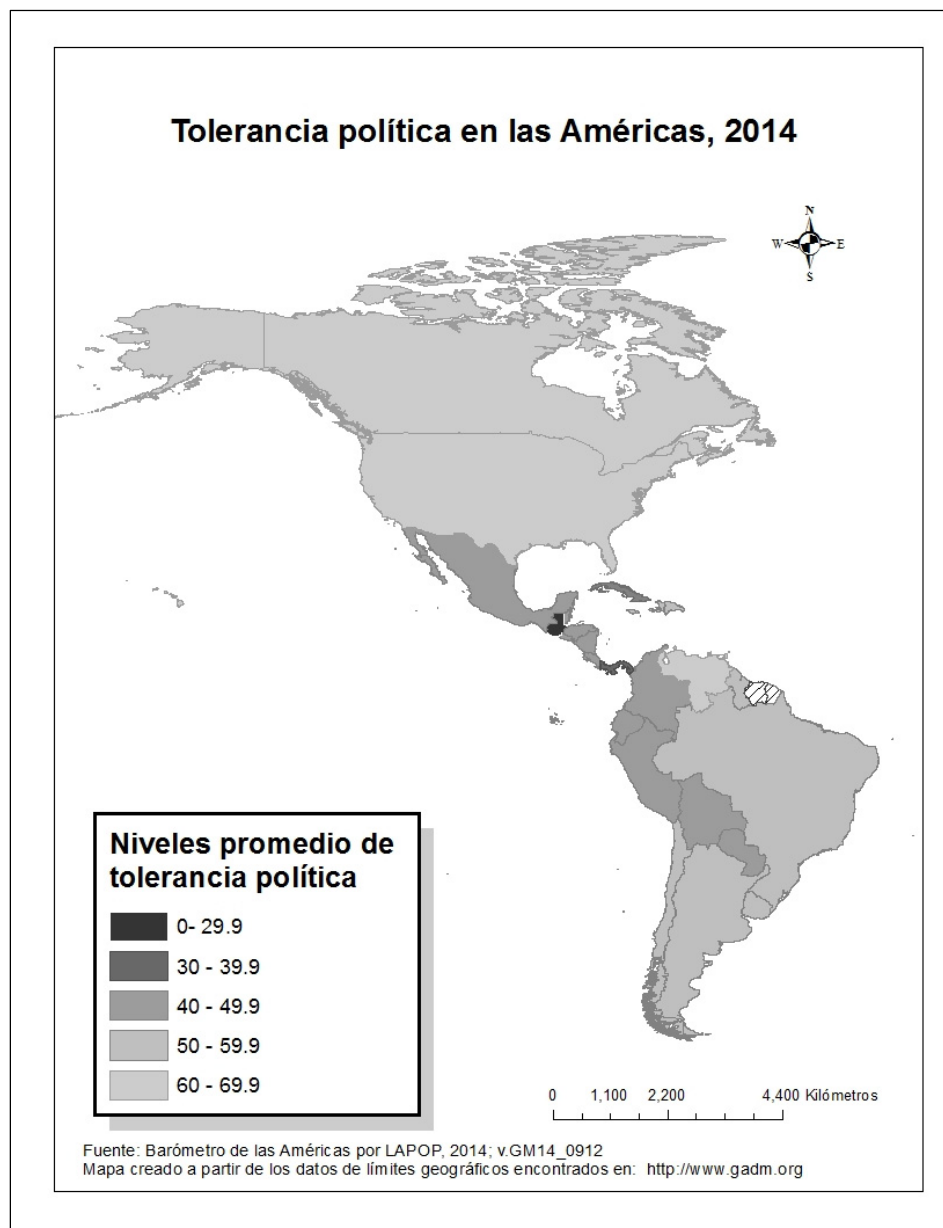 Tolerancia política en las Américas, 2014
N
W E
S
Niveles promedio de
tolerancia política
0- 29.9
30 - 39.9
40 - 49.9
50 - 59.9
60 - 69.9
0 1,100 2,200 4,400 Kilómetros
Fuente: Barómetro de las Américas por LAPOP, 2014; v.GM14_0912
Mapa creado a partir de los datos de límites geográficos encontrados en: http://www.gadm.org